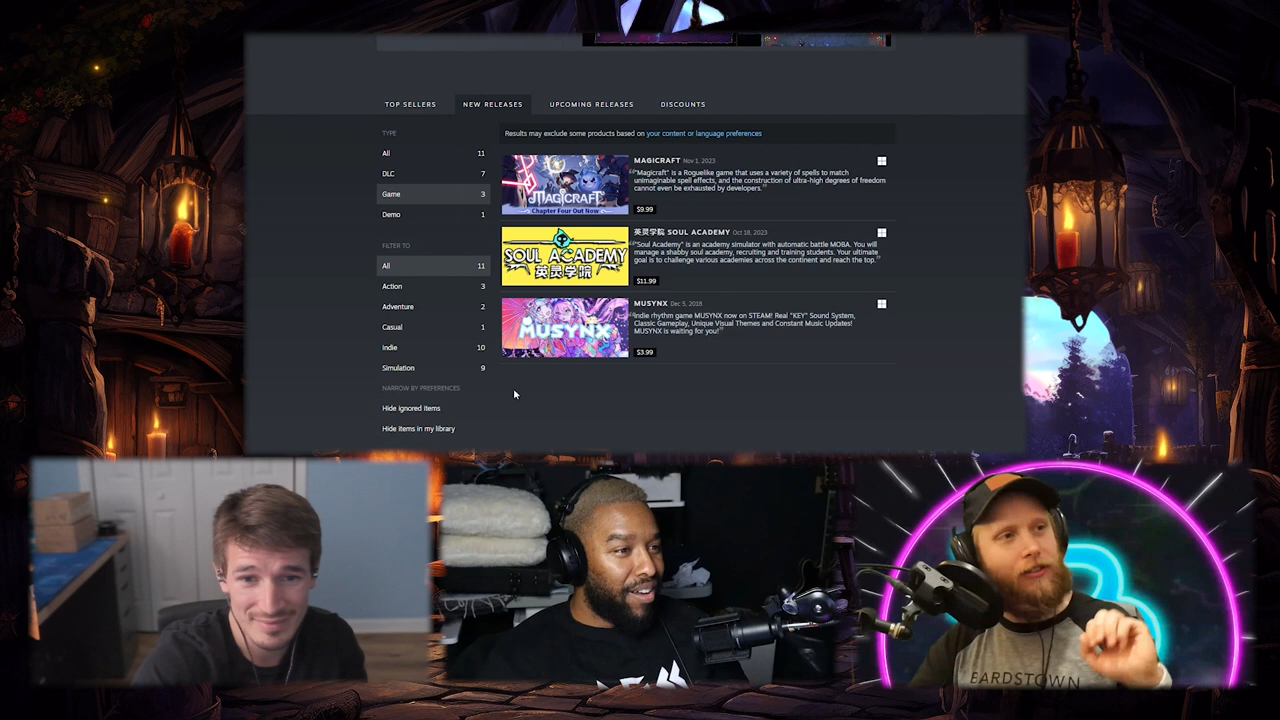 TOP SELLERS
NEW RELEASES
UPCOMING RELEASES
DISCOUNTS
TYPE
All 11
DLC 7
Game 3
Demo 1
FILTER TO
All 11
Action 3
Adventure 2
Casual 1
Indie 10
Simulation 9
NARROW BY PREFERENCES
Hide ignored items
Hide items in my library
Results may exclude some products based on your content or language preferences
MAGICRAFT
Chapter Four Out Now
MAGICRAFT Nov 1, 2023
“"Magicraft" is a Roguelike game that uses a variety of spells to match
unimaginable spell effects, and the construction of ultra-high degrees of freedom
cannot even be exhausted by developers.”
$9.99
SOUL ACADEMY
英灵学院
英灵学院 SOUL ACADEMY Oct 18, 2023
“"Soul Academy" is an academy simulator with automatic battle MOBA. You will
manage a shabby soul academy, recruiting and training students. Your ultimate
goal is to challenge various academies across the continent and reach the top.”
$11.99
MUSYNX
MUSYNX Dec 5, 2018
“Indie rhythm game MUSYNX now on STEAM! Real "KEY" Sound System,
Classic Gameplay, Unique Visual Themes and Constant Music Updates!
MUSYNX is waiting for you!”
$3.99
BARDSTOWN